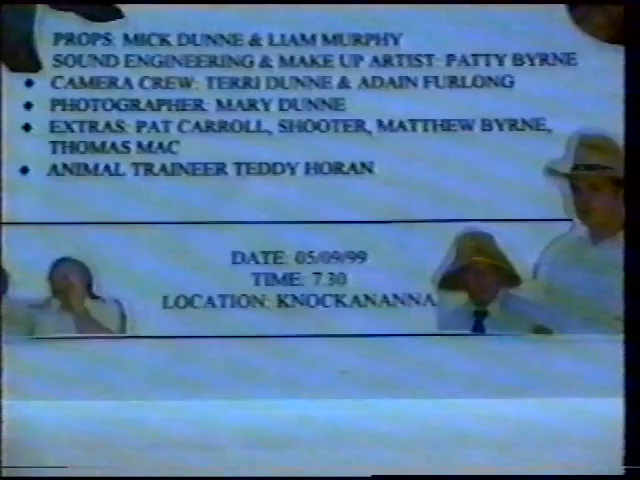 PROPS: MICK DUNNE & LIAM MURPHY
SOUND ENGINEERING & MAKE UP ARTIST: PATTY BYRNE
◆ CAMERA CREW: TERRI DUNNE & ADAIN FURLONG
◆ PHOTOGRAPHER: MARY DUNNE
◆ EXTRAS: PAT CARROLL, SHOOTER, MATTHEW BYRNE,
THOMAS MAC
◆ ANIMAL TRAINEER TEDDY HORAN
DATE: 05/09/99
TIME: 7.30
LOCATION: KNOCKANANNA